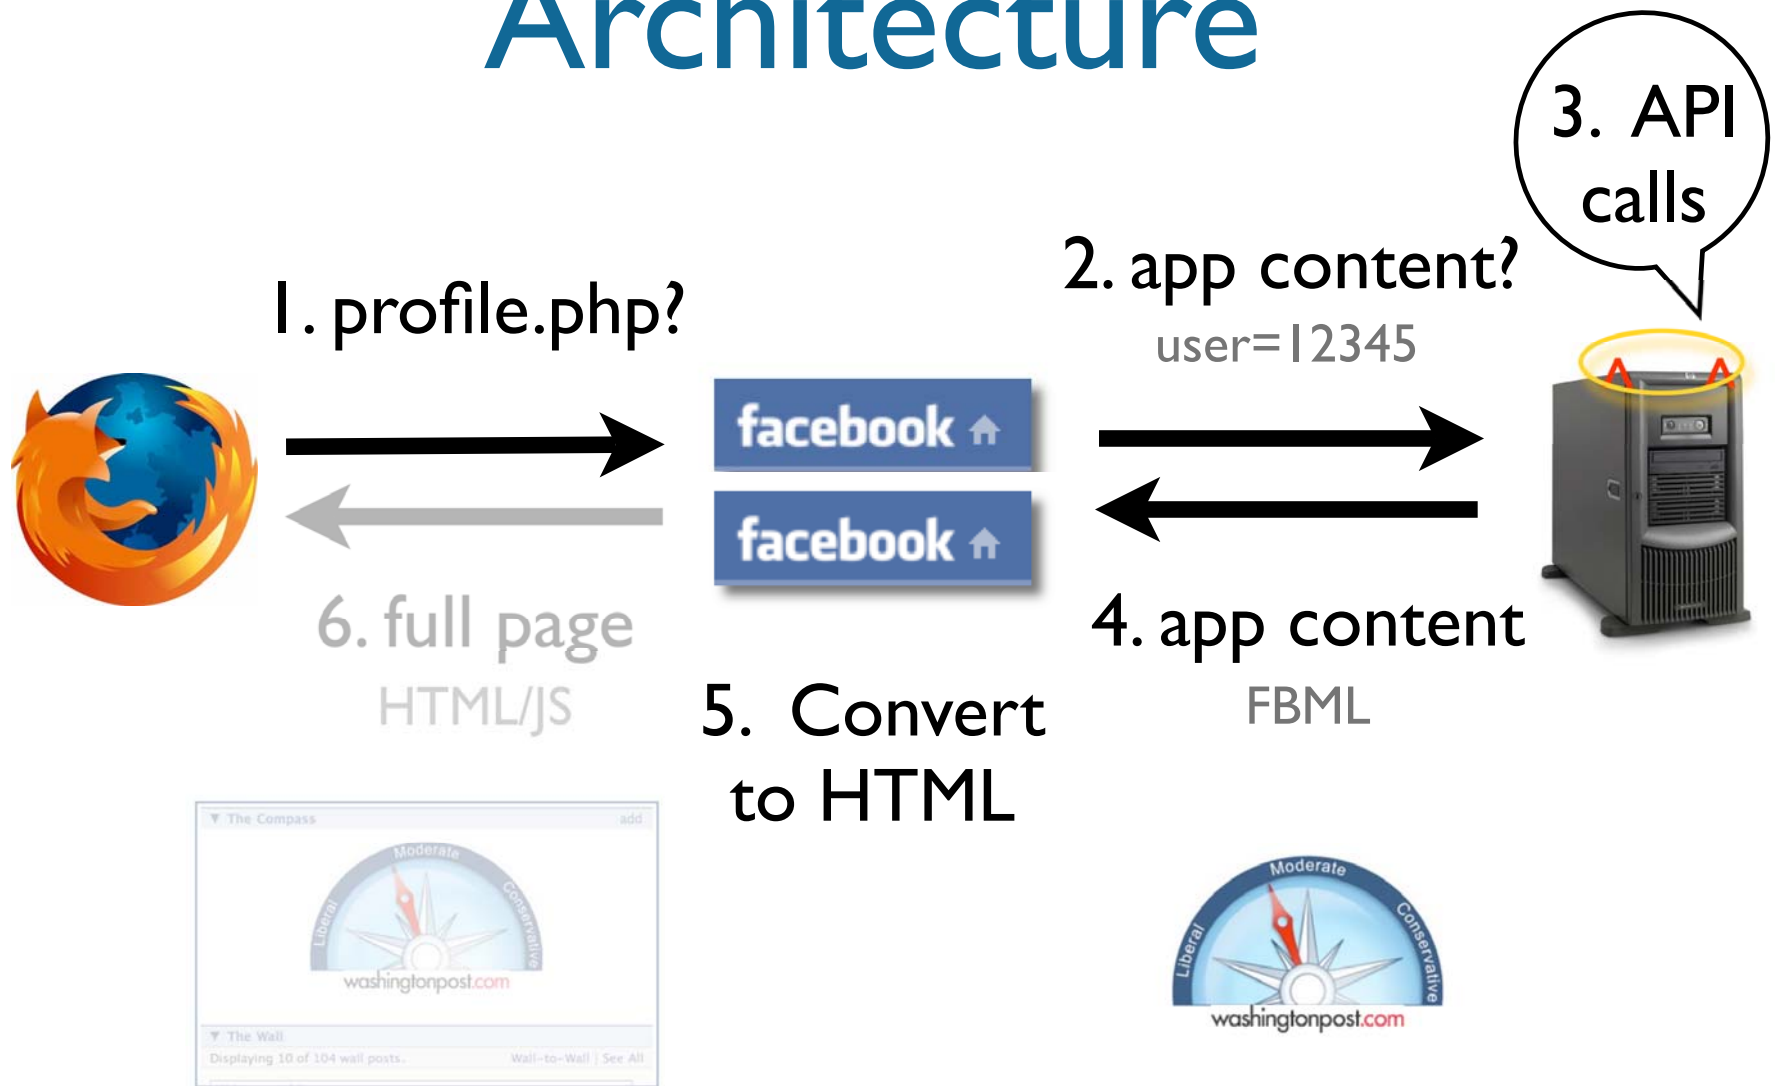 Architecture
3. API
calls
2. app content?
user=12345
1. profile.php?
facebook
facebook
6. full page
HTML/JS
4. app content
FBML
5. Convert
to HTML
▼ The Compass add
Moderate
Liberal
Conservative
washingtonpost.com
▼ The Wall
Displaying 10 of 104 wall posts. Wall-to-Wall | See All
Moderate
Liberal
Conservative
washingtonpost.com